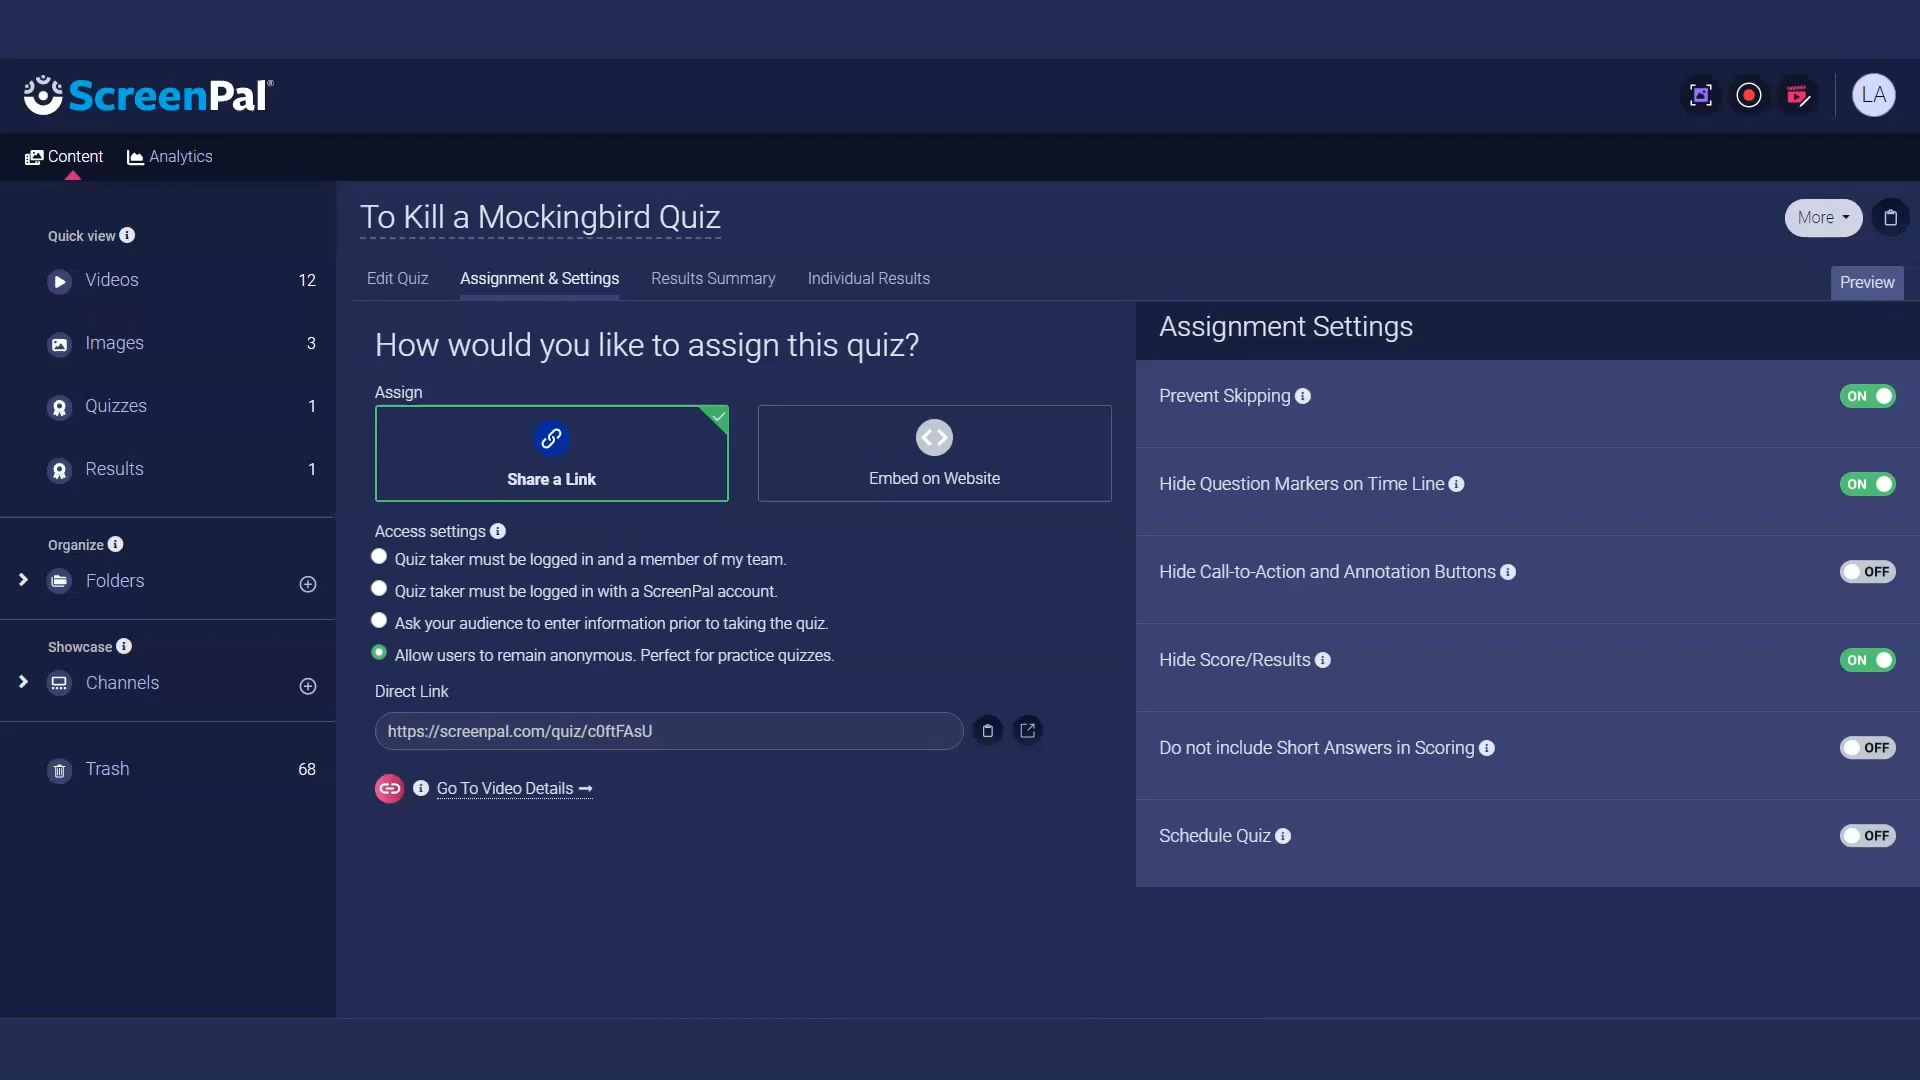 ScreenPal®
LA
Content
Analytics
Quick view
Videos 12
Images 3
Quizzes 1
Results 1
Organize
Folders
Showcase
Channels
Trash 68
To Kill a Mockingbird Quiz
More
Edit Quiz
Assignment & Settings
Results Summary
Individual Results
Preview
How would you like to assign this quiz?
Assign
Share a Link
Embed on Website
Access settings
Quiz taker must be logged in and a member of my team.
Quiz taker must be logged in with a ScreenPal account.
Ask your audience to enter information prior to taking the quiz.
Allow users to remain anonymous. Perfect for practice quizzes.
Direct Link
https://screenpal.com/quiz/c0ftFAsU
Go To Video Details →
Assignment Settings
Prevent Skipping ON
Hide Question Markers on Time Line ON
Hide Call-to-Action and Annotation Buttons OFF
Hide Score/Results ON
Do not include Short Answers in Scoring OFF
Schedule Quiz OFF